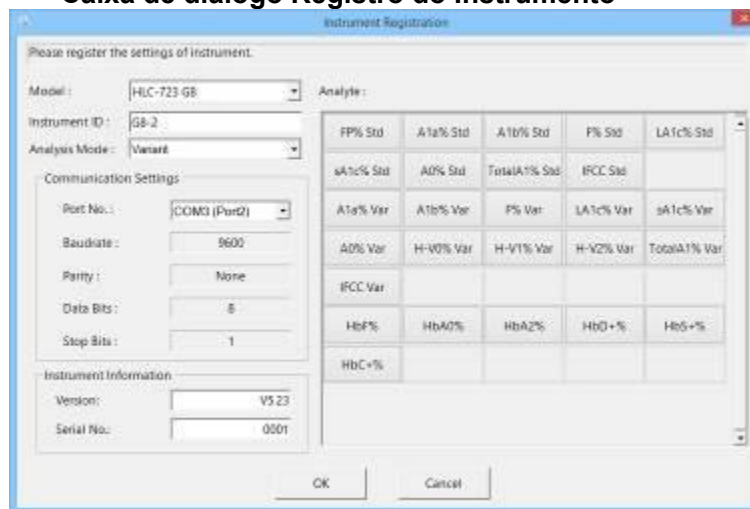 Caixa de diálogo Registro do Instrumento
Instrument Registration
Please register the settings of instrument.
Model : HLC-723 G8
Instrument ID : G8-2
Analysis Mode : Variant
Communication Settings
Port No. : COM3 (Port2)
Baudrate : 9600
Parity : None
Data Bits : 8
Stop Bits : 1
Instrument Information
Version: V5.23
Serial No.: 0001
Analyte :
FP% Std A1a% Std A1b% Std F% Std LA1c% Std
sA1c% Std A0% Std TotalA1% Std IFCC Std
A1a% Var A1b% Var F% Var LA1c% Var sA1c% Var
A0% Var H-V0% Var H-V1% Var H-V2% Var TotalA1% Var
IFCC Var
HbF% HbA0% HbA2% HbD+% HbS+%
HbC+%
OK Cancel